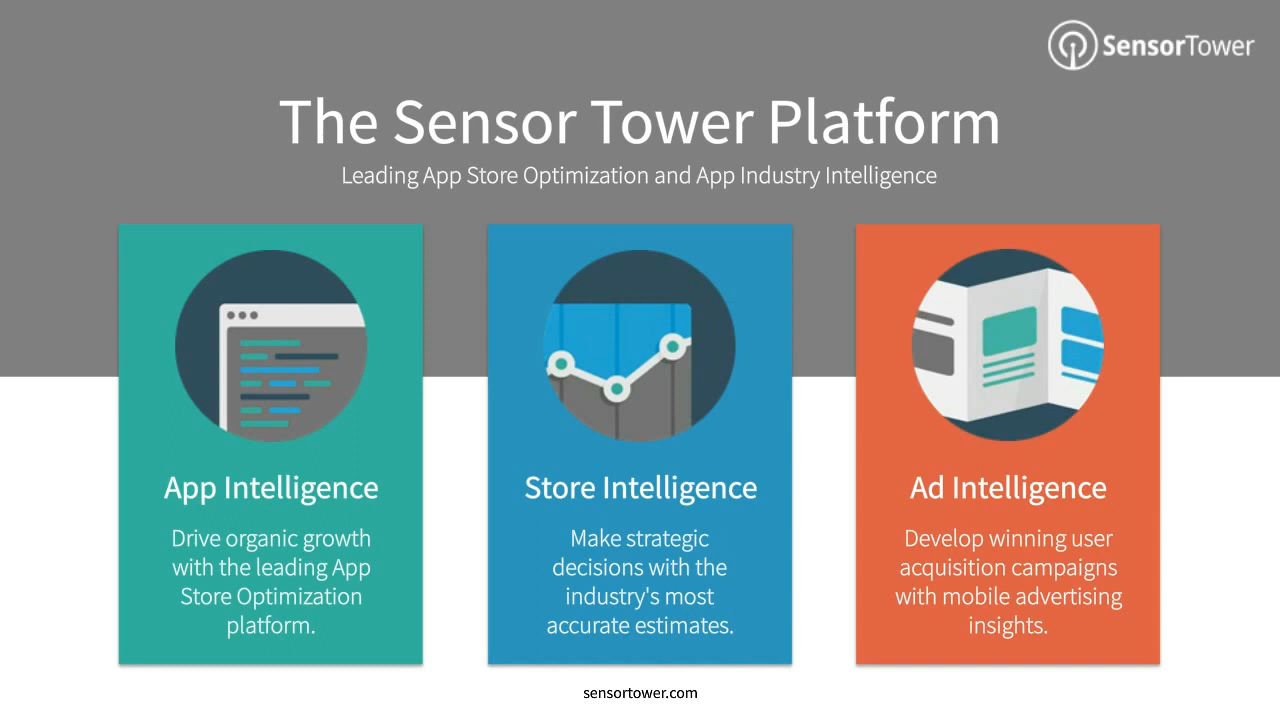 SensorTower
The Sensor Tower Platform
Leading App Store Optimization and App Industry Intelligence
App Intelligence
Drive organic growth
with the leading App
Store Optimization
platform.
Store Intelligence
Make strategic
decisions with the
industry's most
accurate estimates.
Ad Intelligence
Develop winning user
acquisition campaigns
with mobile advertising
insights.
sensortower.com